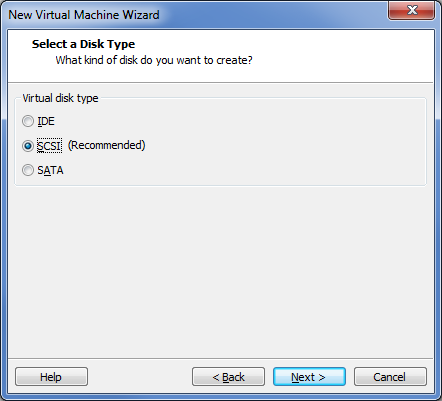 New Virtual Machine Wizard
Select a Disk Type
What kind of disk do you want to create?
Virtual disk type
IDE
SCSI (Recommended)
SATA
Help < Back Next > Cancel